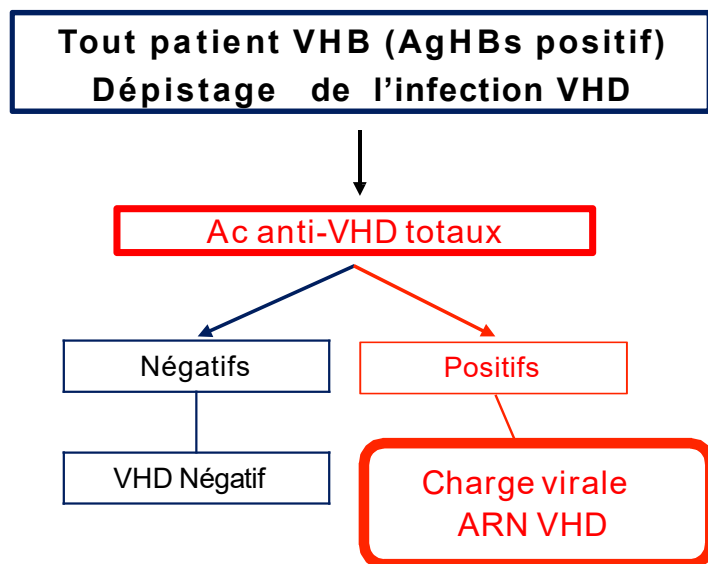 Tout patient VHB (AgHBs positif)
Dépistage de l’infection VHD
Ac anti-VHD totaux
Négatifs
Positifs
VHD Négatif
Charge virale
ARN VHD